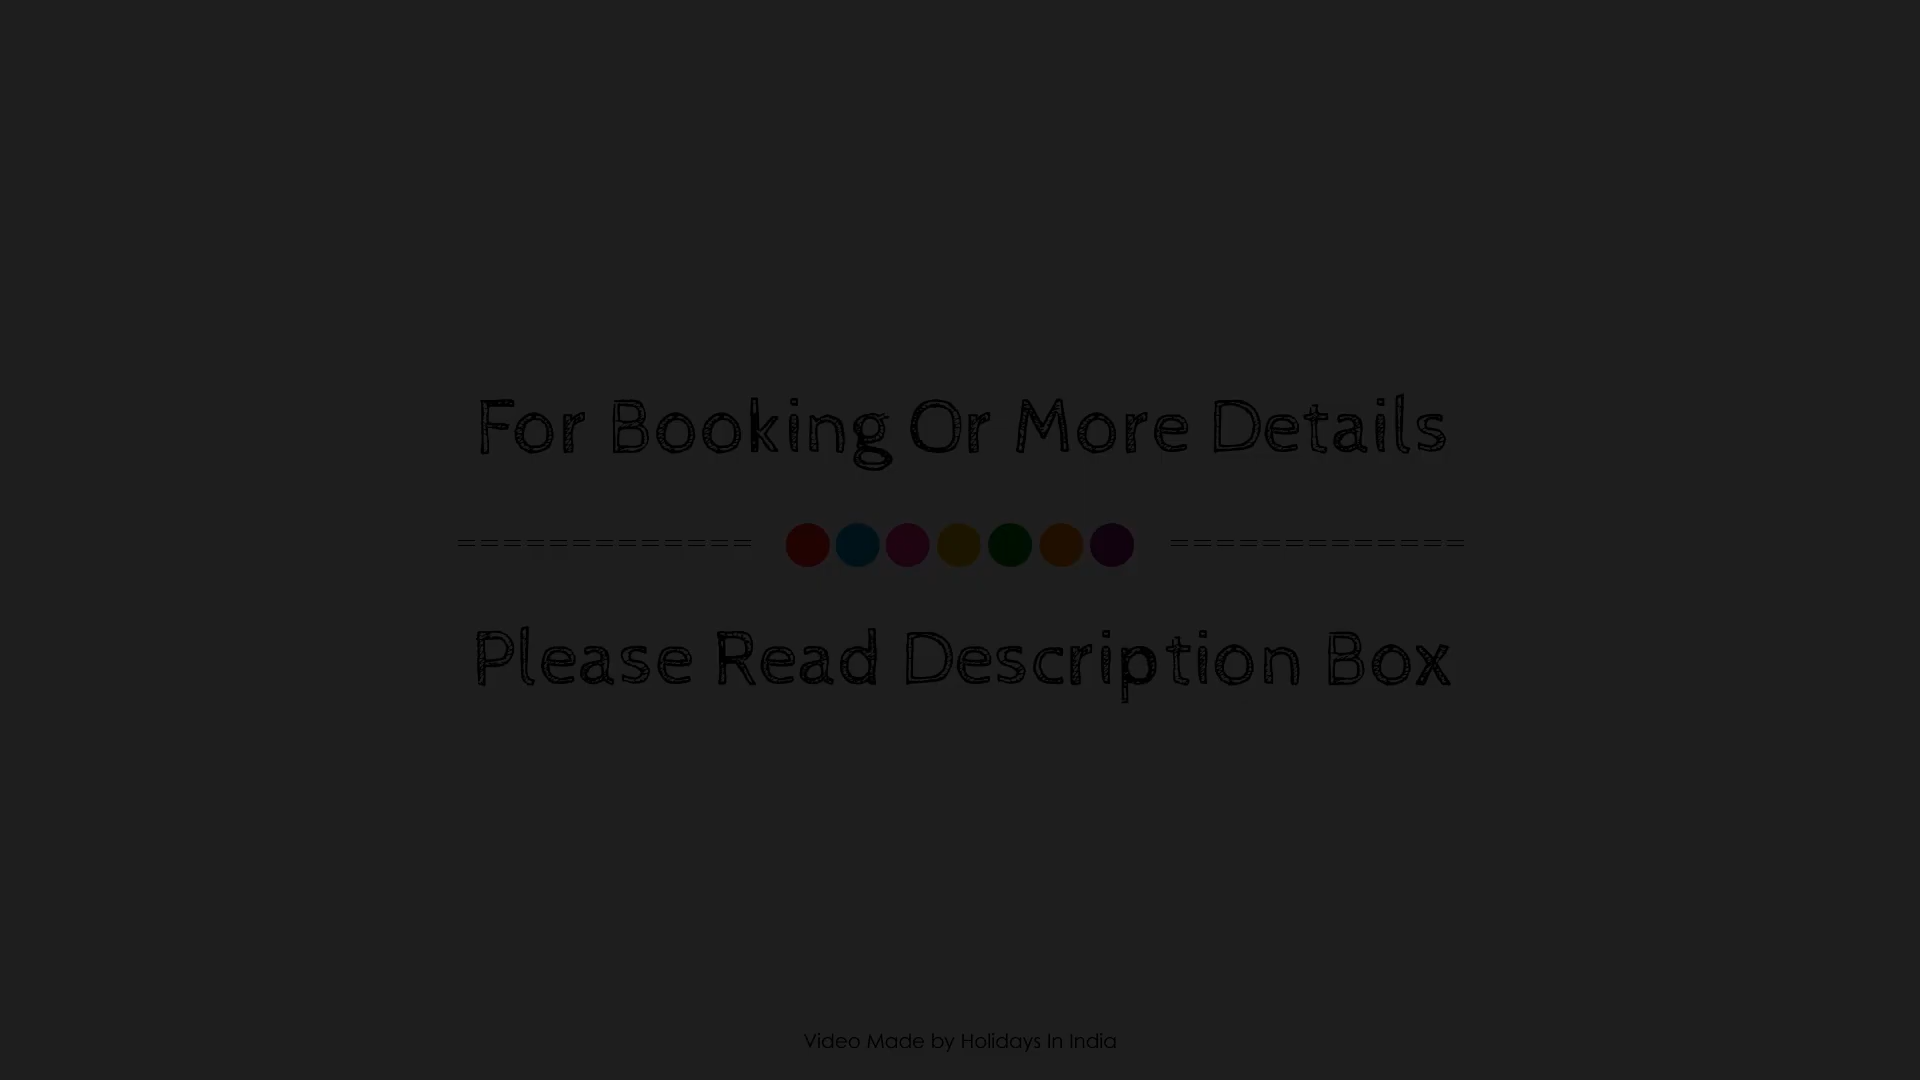 For Booking Or More Details
============= =============
Please Read Description Box
Video Made by Holidays In India